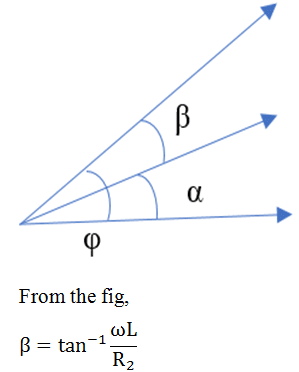 β
α
φ
From the fig,
β = tan⁻¹ ωL/R₂